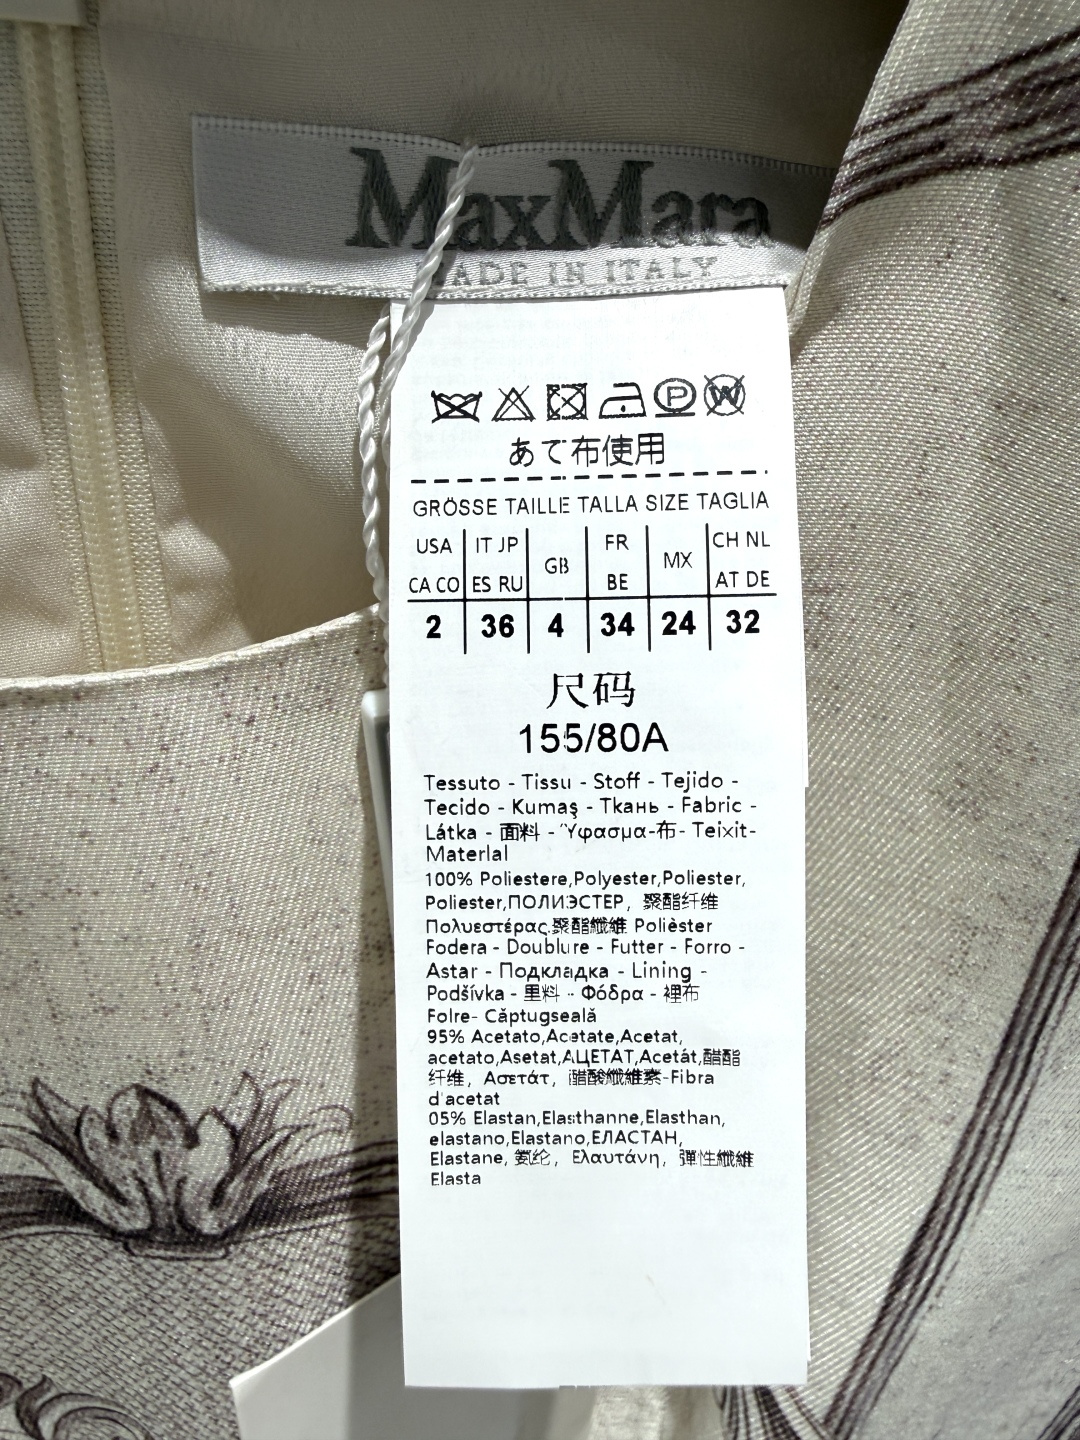 MaxMara
MADE IN ITALY
P W
あて布使用
GRÖSSE TAILLE TALLA SIZE TAGLIA
USA IT JP GB FR MX CH NL
CA CO ES RU BE AT DE
2 36 4 34 24 32
尺码
155/80A
Tessuto - Tissu - Stoff - Tejido -
Tecido - Kumaş - Ткань - Fabric -
Látka - 面料 - Ύφασμα-布- Teixit-
Materlal
100% Poliestere,Polyester,Poliester,
Poliester,ПОЛИЭСТЕР, 聚酯纤维
Πολυεστέρας.聚酯纖維 Polièster
Fodera - Doublure - Futter - Forro -
Astar - Подкладка - Lining -
Podšívka - 里料 - Φόδρα - 裡布
Folre- Căptugseală
95% Acetato,Acetate,Acetat,
acetato,Asetat,АЦЕТАТ,Acetát,醋酯
纤维, Ασετάτ, 醋酸纖維素-Fibra
d'acetat
05% Elastan,Elasthanne,Elasthan,
elastano,Elastano,ЕЛАСТАН,
Elastane, 氨纶, Ελαυτάνη, 彈性纖維
Elasta